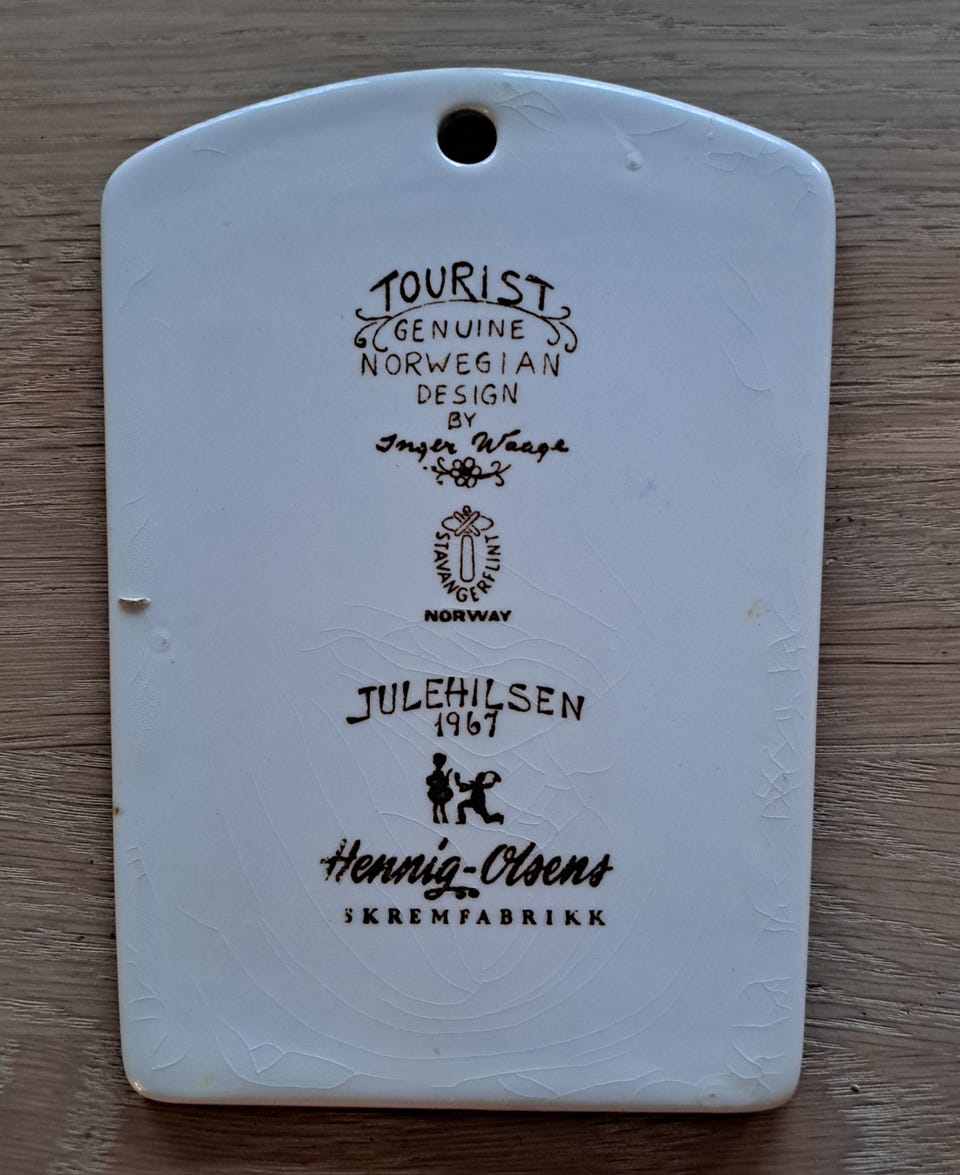 TOURIST
GENUINE
NORWEGIAN
DESIGN
BY
Inger Waage
STAVANGERFLINT
NORWAY
JULEHILSEN
1967
Hennig-Olsens
SKREMFABRIKK